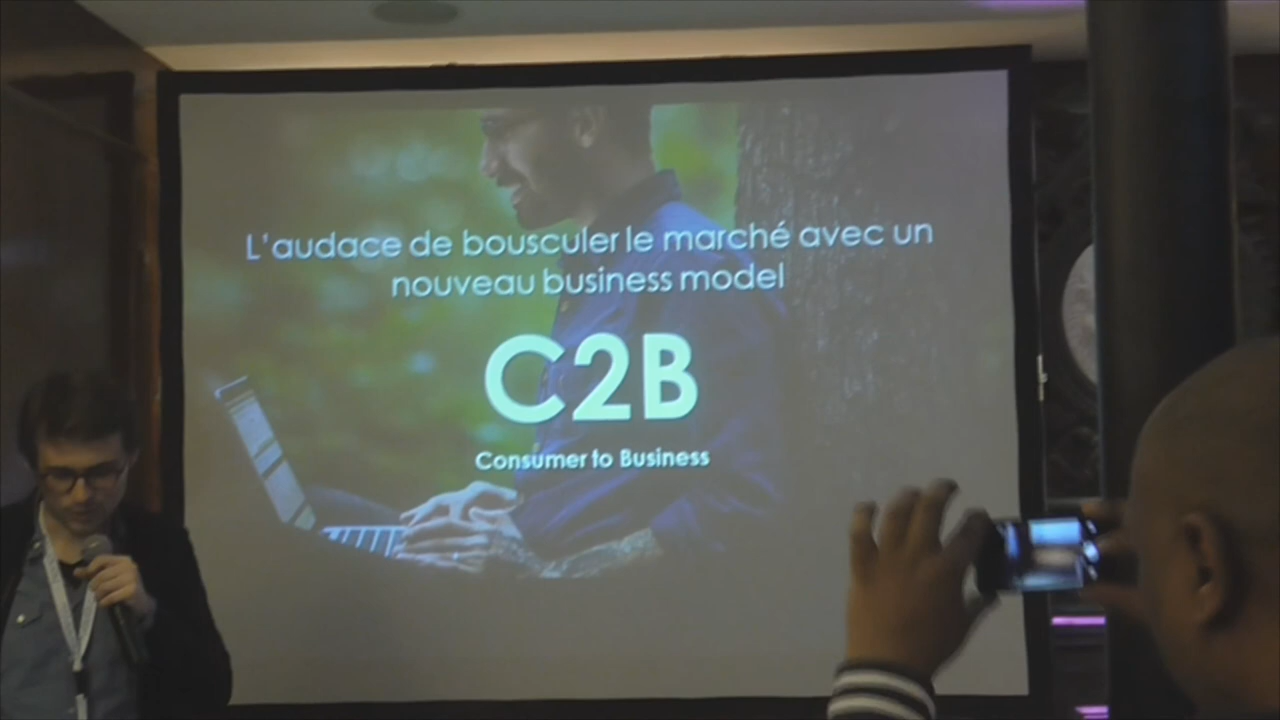 L'audace de bousculer le marché avec un
nouveau business model
C2B
Consumer to Business